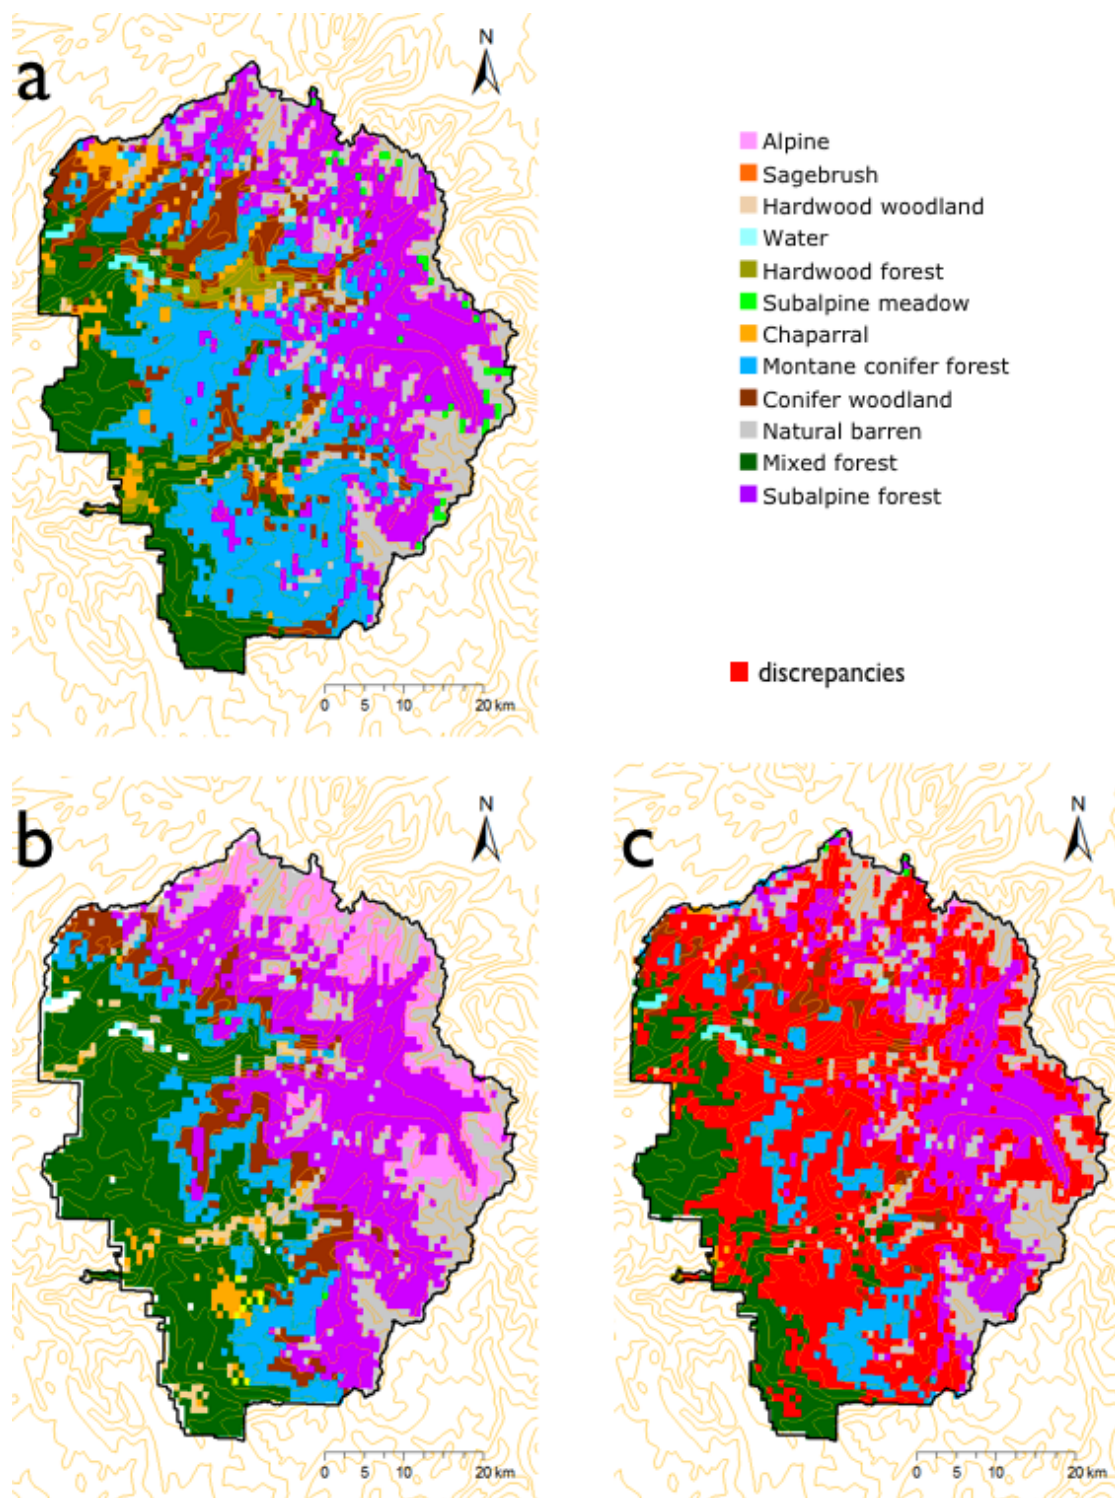 a
N
0 5 10 20 km
Alpine
Sagebrush
Hardwood woodland
Water
Hardwood forest
Subalpine meadow
Chaparral
Montane conifer forest
Conifer woodland
Natural barren
Mixed forest
Subalpine forest
discrepancies
b
N
0 5 10 20 km
c
N
0 5 10 20 km